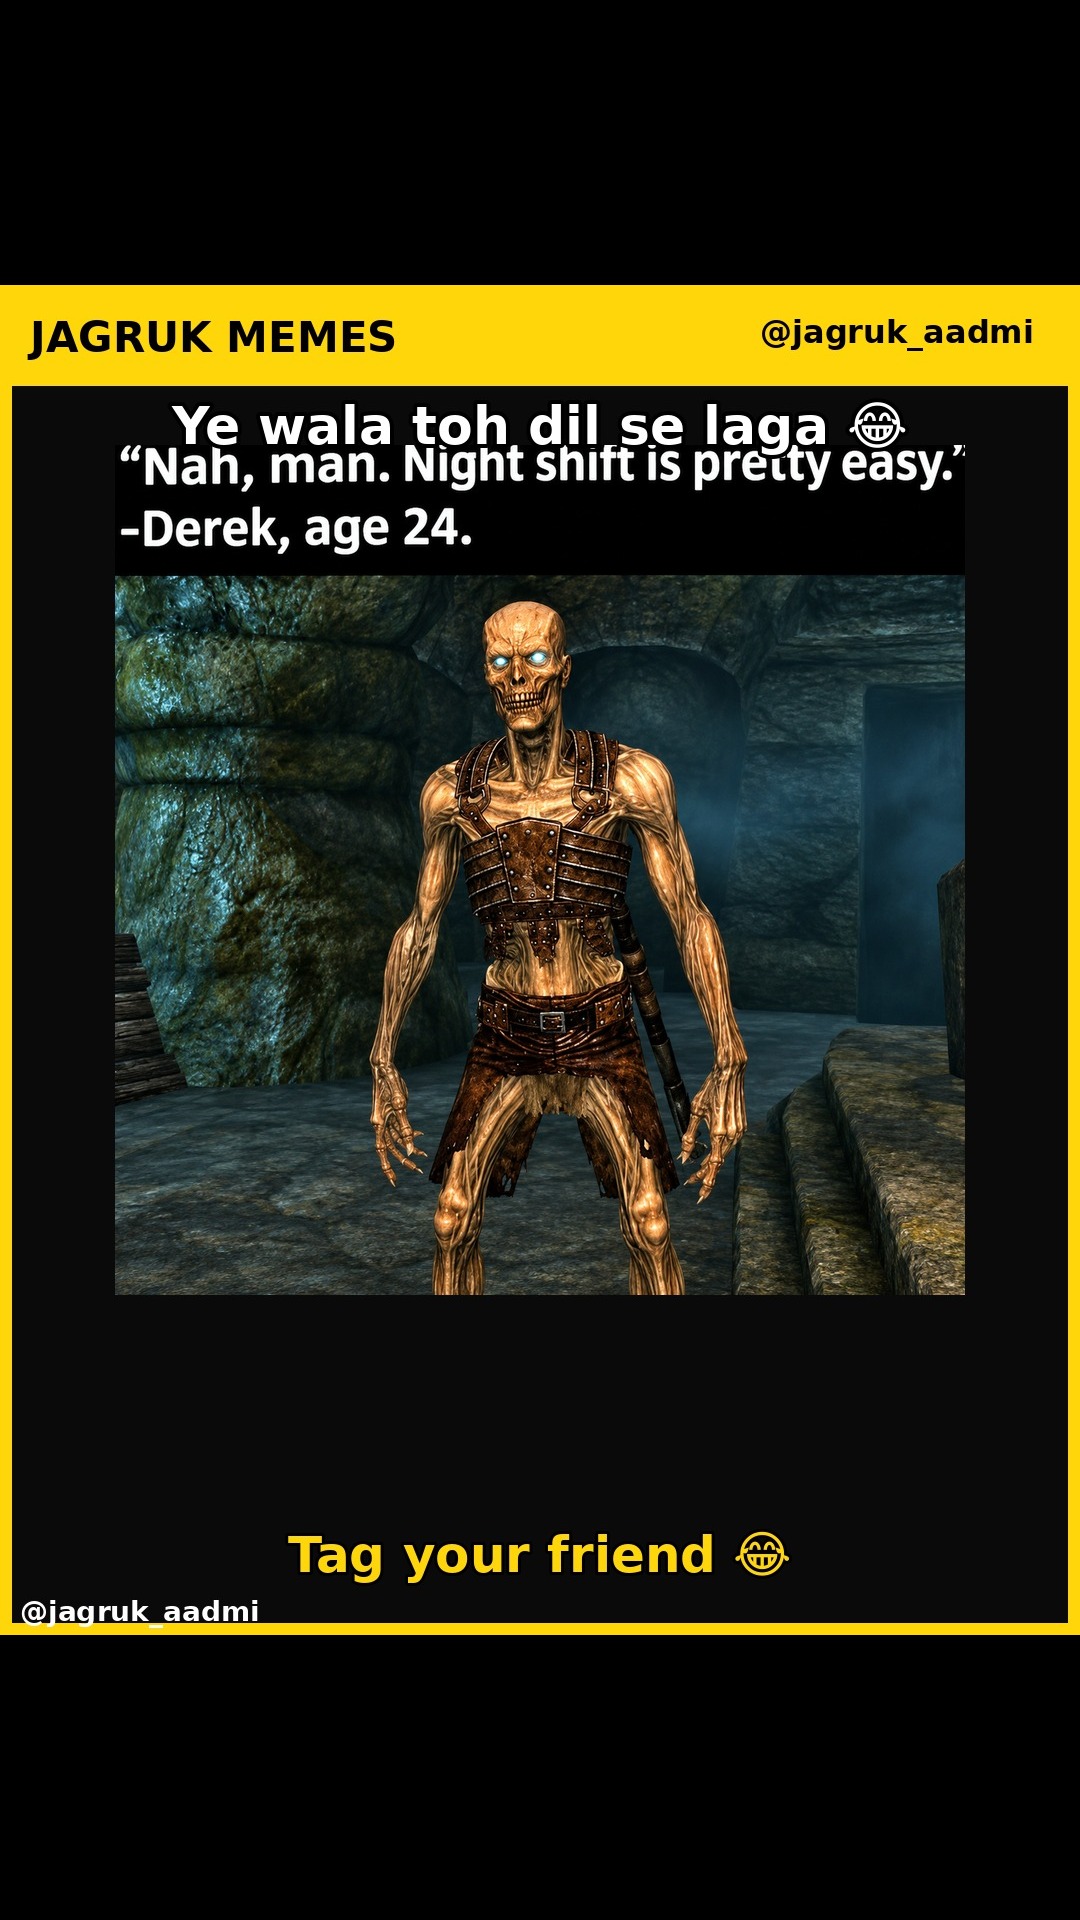 JAGRUK MEMES
@jagruk_aadmi
Ye wala toh dil se laga 😂
“Nah, man. Night shift is pretty easy.”
–Derek, age 24.
Tag your friend 😂
@jagruk_aadmi